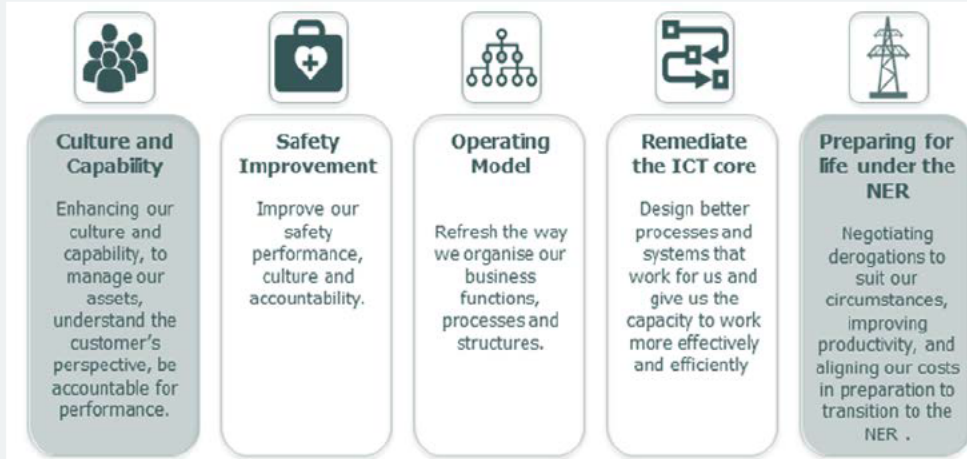 Culture and
Capability
Enhancing our
culture and
capability, to
manage our
assets,
understand the
customer's
perspective, be
accountable for
performance.
Safety
Improvement
Improve our
safety
performance,
culture and
accountability.
Operating
Model
Refresh the way
we organise our
business
functions,
processes and
structures.
Remediate
the ICT core
Design better
processes and
systems that
work for us and
give us the
capacity to work
more effectively
and efficiently
Preparing for
life under the
NER
Negotiating
derogations to
suit our
circumstances,
improving
productivity, and
aligning our costs
in preparation to
transition to the
NER .